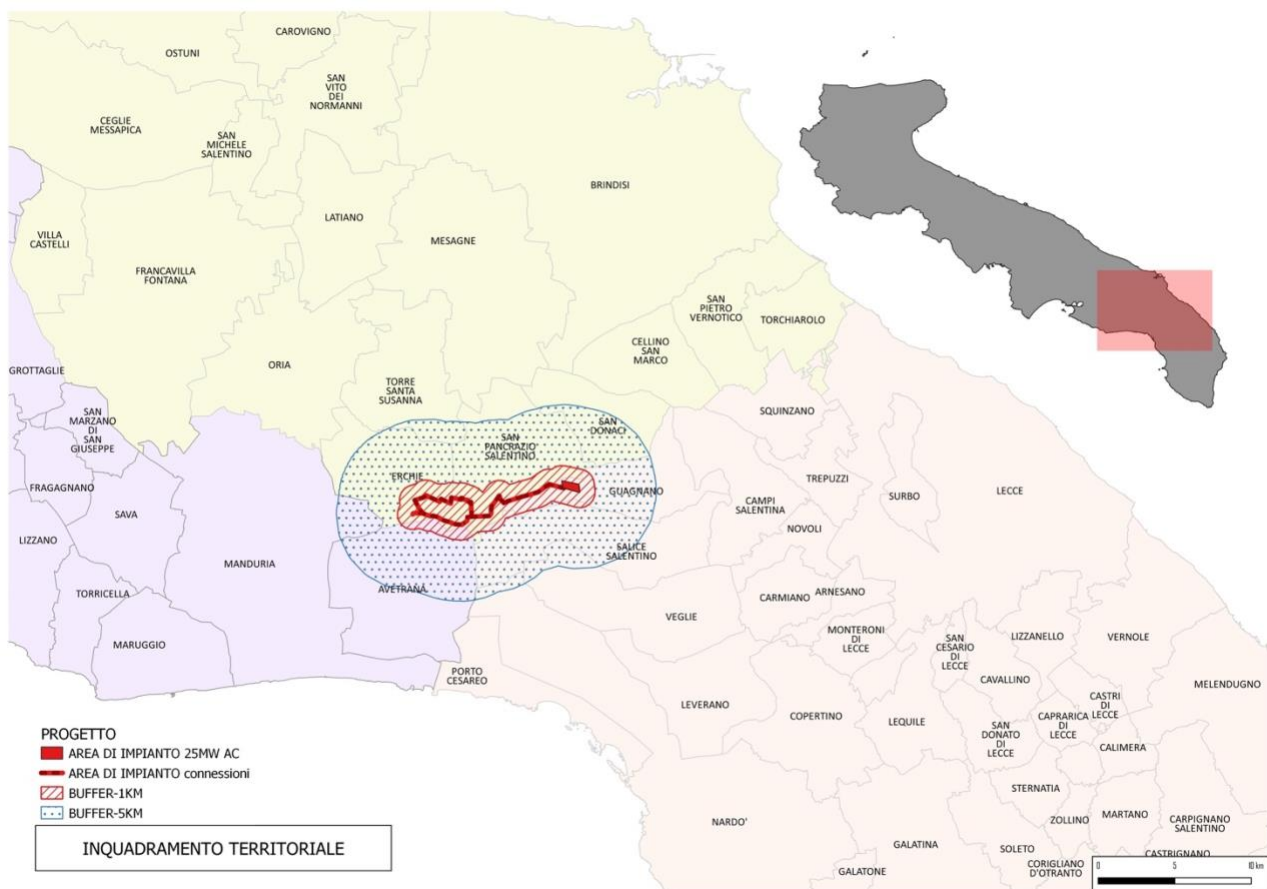 CAROVIGNO
OSTUNI
SAN
VITO
DEI
NORMANNI
CEGLIE
MESSAPICA
SAN
MICHELE
SALENTINO
BRINDISI
LATIANO
VILLA
CASTELLI
MESAGNE
FRANCAVILLA
FONTANA
SAN
PIETRO
VERNOTICO
TORCHIAROLO
CELLINO
SAN
MARCO
ORIA
GROTTAGLIE
TORRE
SANTA
SUSANNA
SAN
MARZANO
DI
SAN
GIUSEPPE
SQUINZANO
SAN
DONACI
SAN
PANCRAZIO
SALENTINO
ERCHIE
TREPUZZI
FRAGAGNANO
GUAGNANO
SURBO
LECCE
CAMPI
SALENTINA
SAVA
NOVOLI
LIZZANO
SALICE
SALENTINO
MANDURIA
AVETRANA
TORRICELLA
CARMIANO
ARNESANO
VEGLIE
MONTERONI
DI
LECCE
SAN
CESARIO
DI
LECCE
LIZZANELLO
VERNOLE
MARUGGIO
PORTO
CESAREO
CAVALLINO
MELENDUGNO
CASTRI
DI
LECCE
LEVERANO
COPERTINO
LEQUILE
SAN
DONATO
DI
LECCE
CAPRARICA
DI
LECCE
CALIMERA
STERNATIA
ZOLLINO
MARTANO
CARPIGNANO
SALENTINO
NARDO'
GALATINA
SOLETO
CASTRIGNANO
CORIGLIANO
D'OTRANTO
GALATONE
PROGETTO
AREA DI IMPIANTO 25MW AC
AREA DI IMPIANTO connessioni
BUFFER-1KM
BUFFER-5KM
INQUADRAMENTO TERRITORIALE
0 5 10 km